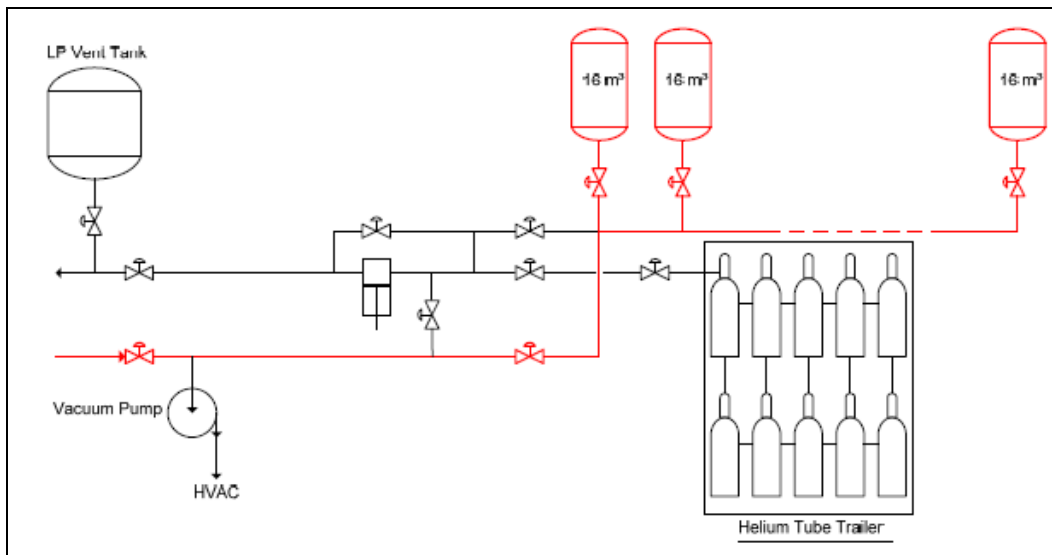 LP Vent Tank
16 m³
16 m³
16 m³
Vacuum Pump
HVAC
Helium Tube Trailer